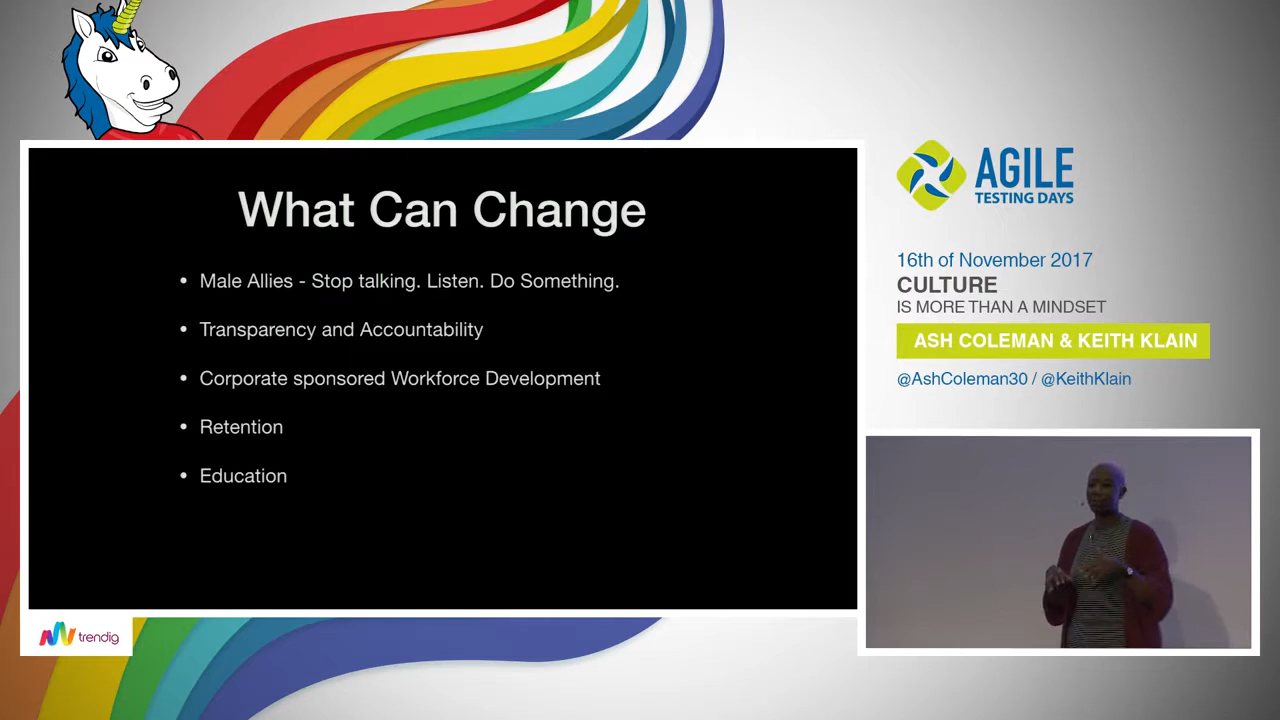 What Can Change
• Male Allies - Stop talking. Listen. Do Something.
• Transparency and Accountability
• Corporate sponsored Workforce Development
• Retention
• Education
trendig
AGILE
TESTING DAYS
16th of November 2017
CULTURE
IS MORE THAN A MINDSET
ASH COLEMAN & KEITH KLAIN
@AshColeman30 / @KeithKlain